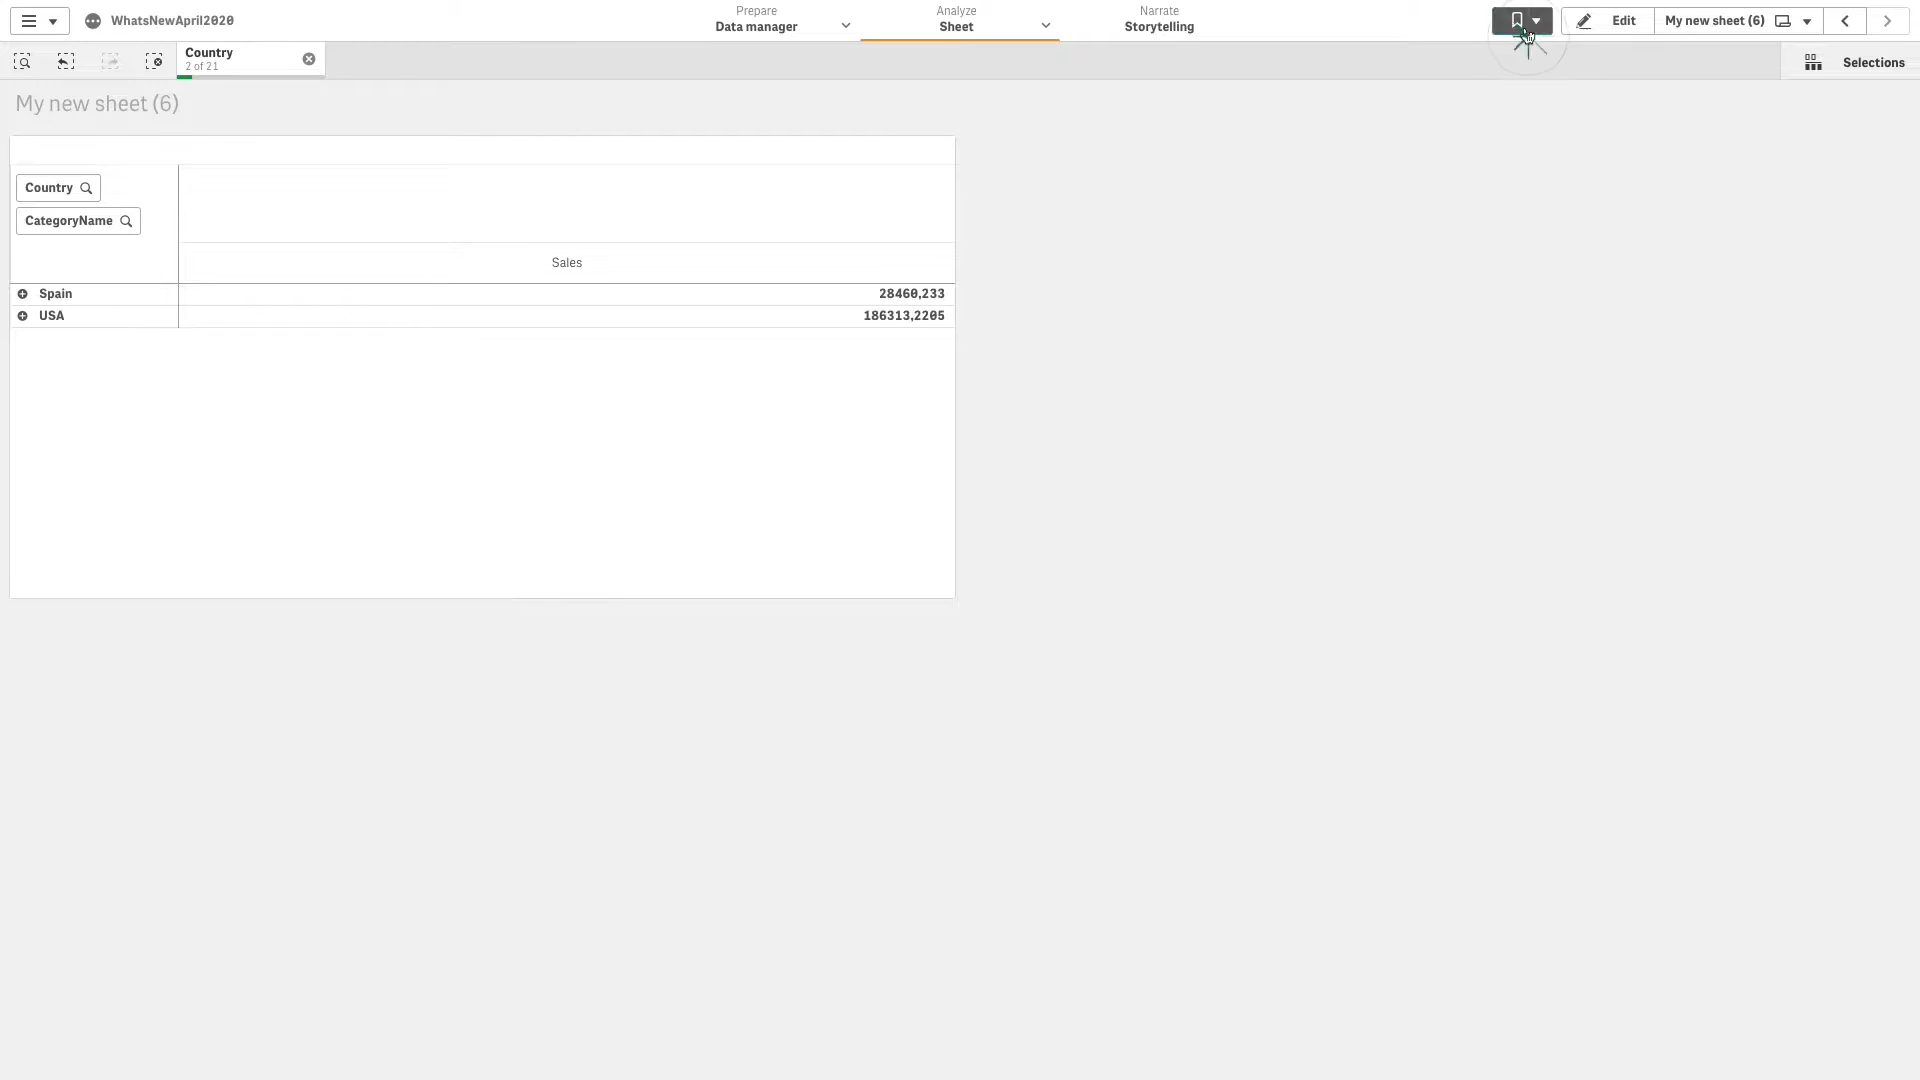 WhatsNewApril2020
Prepare
Data manager
Analyze
Sheet
Narrate
Storytelling
Edit
My new sheet (6)
Country
2 of 21
Selections
My new sheet (6)
Country
CategoryName
Sales
Spain 28460,233
USA 186313,2205